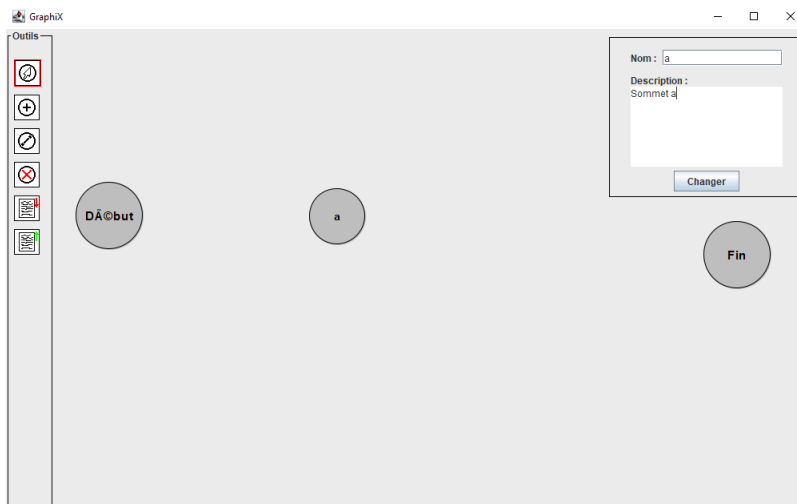 GraphiX
Outils
Nom : a
Description :
Sommet a
Changer
DÃ©but
a
Fin